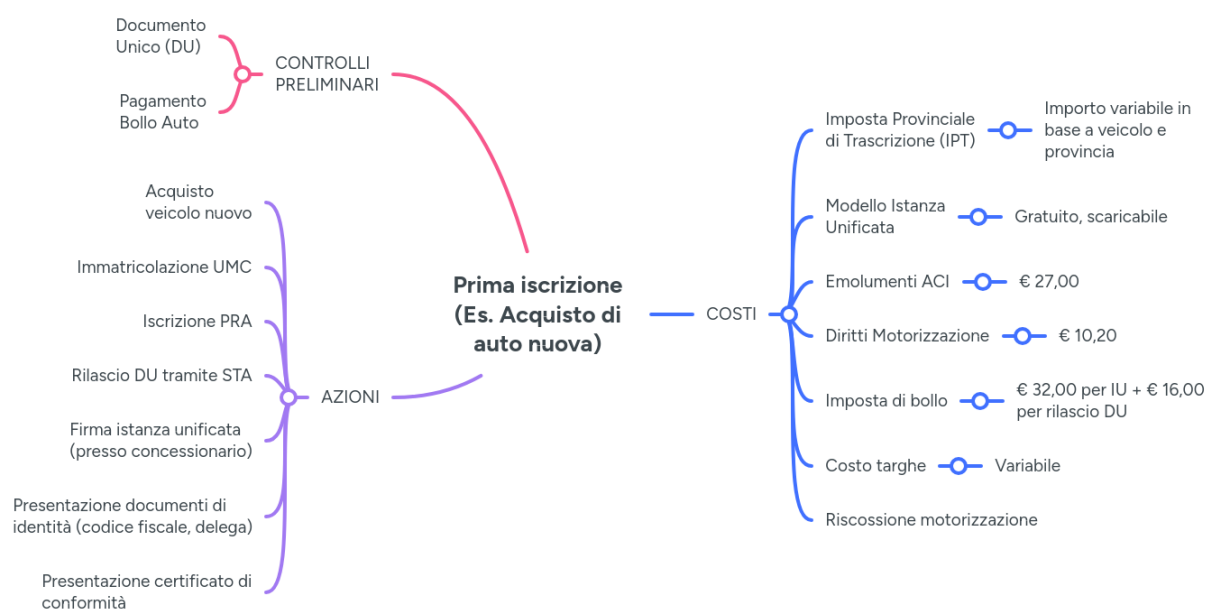 Prima iscrizione
(Es. Acquisto di
auto nuova)
CONTROLLI
PRELIMINARI
Documento
Unico (DU)
Pagamento
Bollo Auto
AZIONI
Acquisto
veicolo nuovo
Immatricolazione UMC
Iscrizione PRA
Rilascio DU tramite STA
Firma istanza unificata
(presso concessionario)
Presentazione documenti di
identità (codice fiscale, delega)
Presentazione certificato di
conformità
COSTI
Imposta Provinciale
di Trascrizione (IPT)
Importo variabile in
base a veicolo e
provincia
Modello Istanza
Unificata
Gratuito, scaricabile
Emolumenti ACI
€ 27,00
Diritti Motorizzazione
€ 10,20
Imposta di bollo
€ 32,00 per IU + € 16,00
per rilascio DU
Costo targhe
Variabile
Riscossione motorizzazione